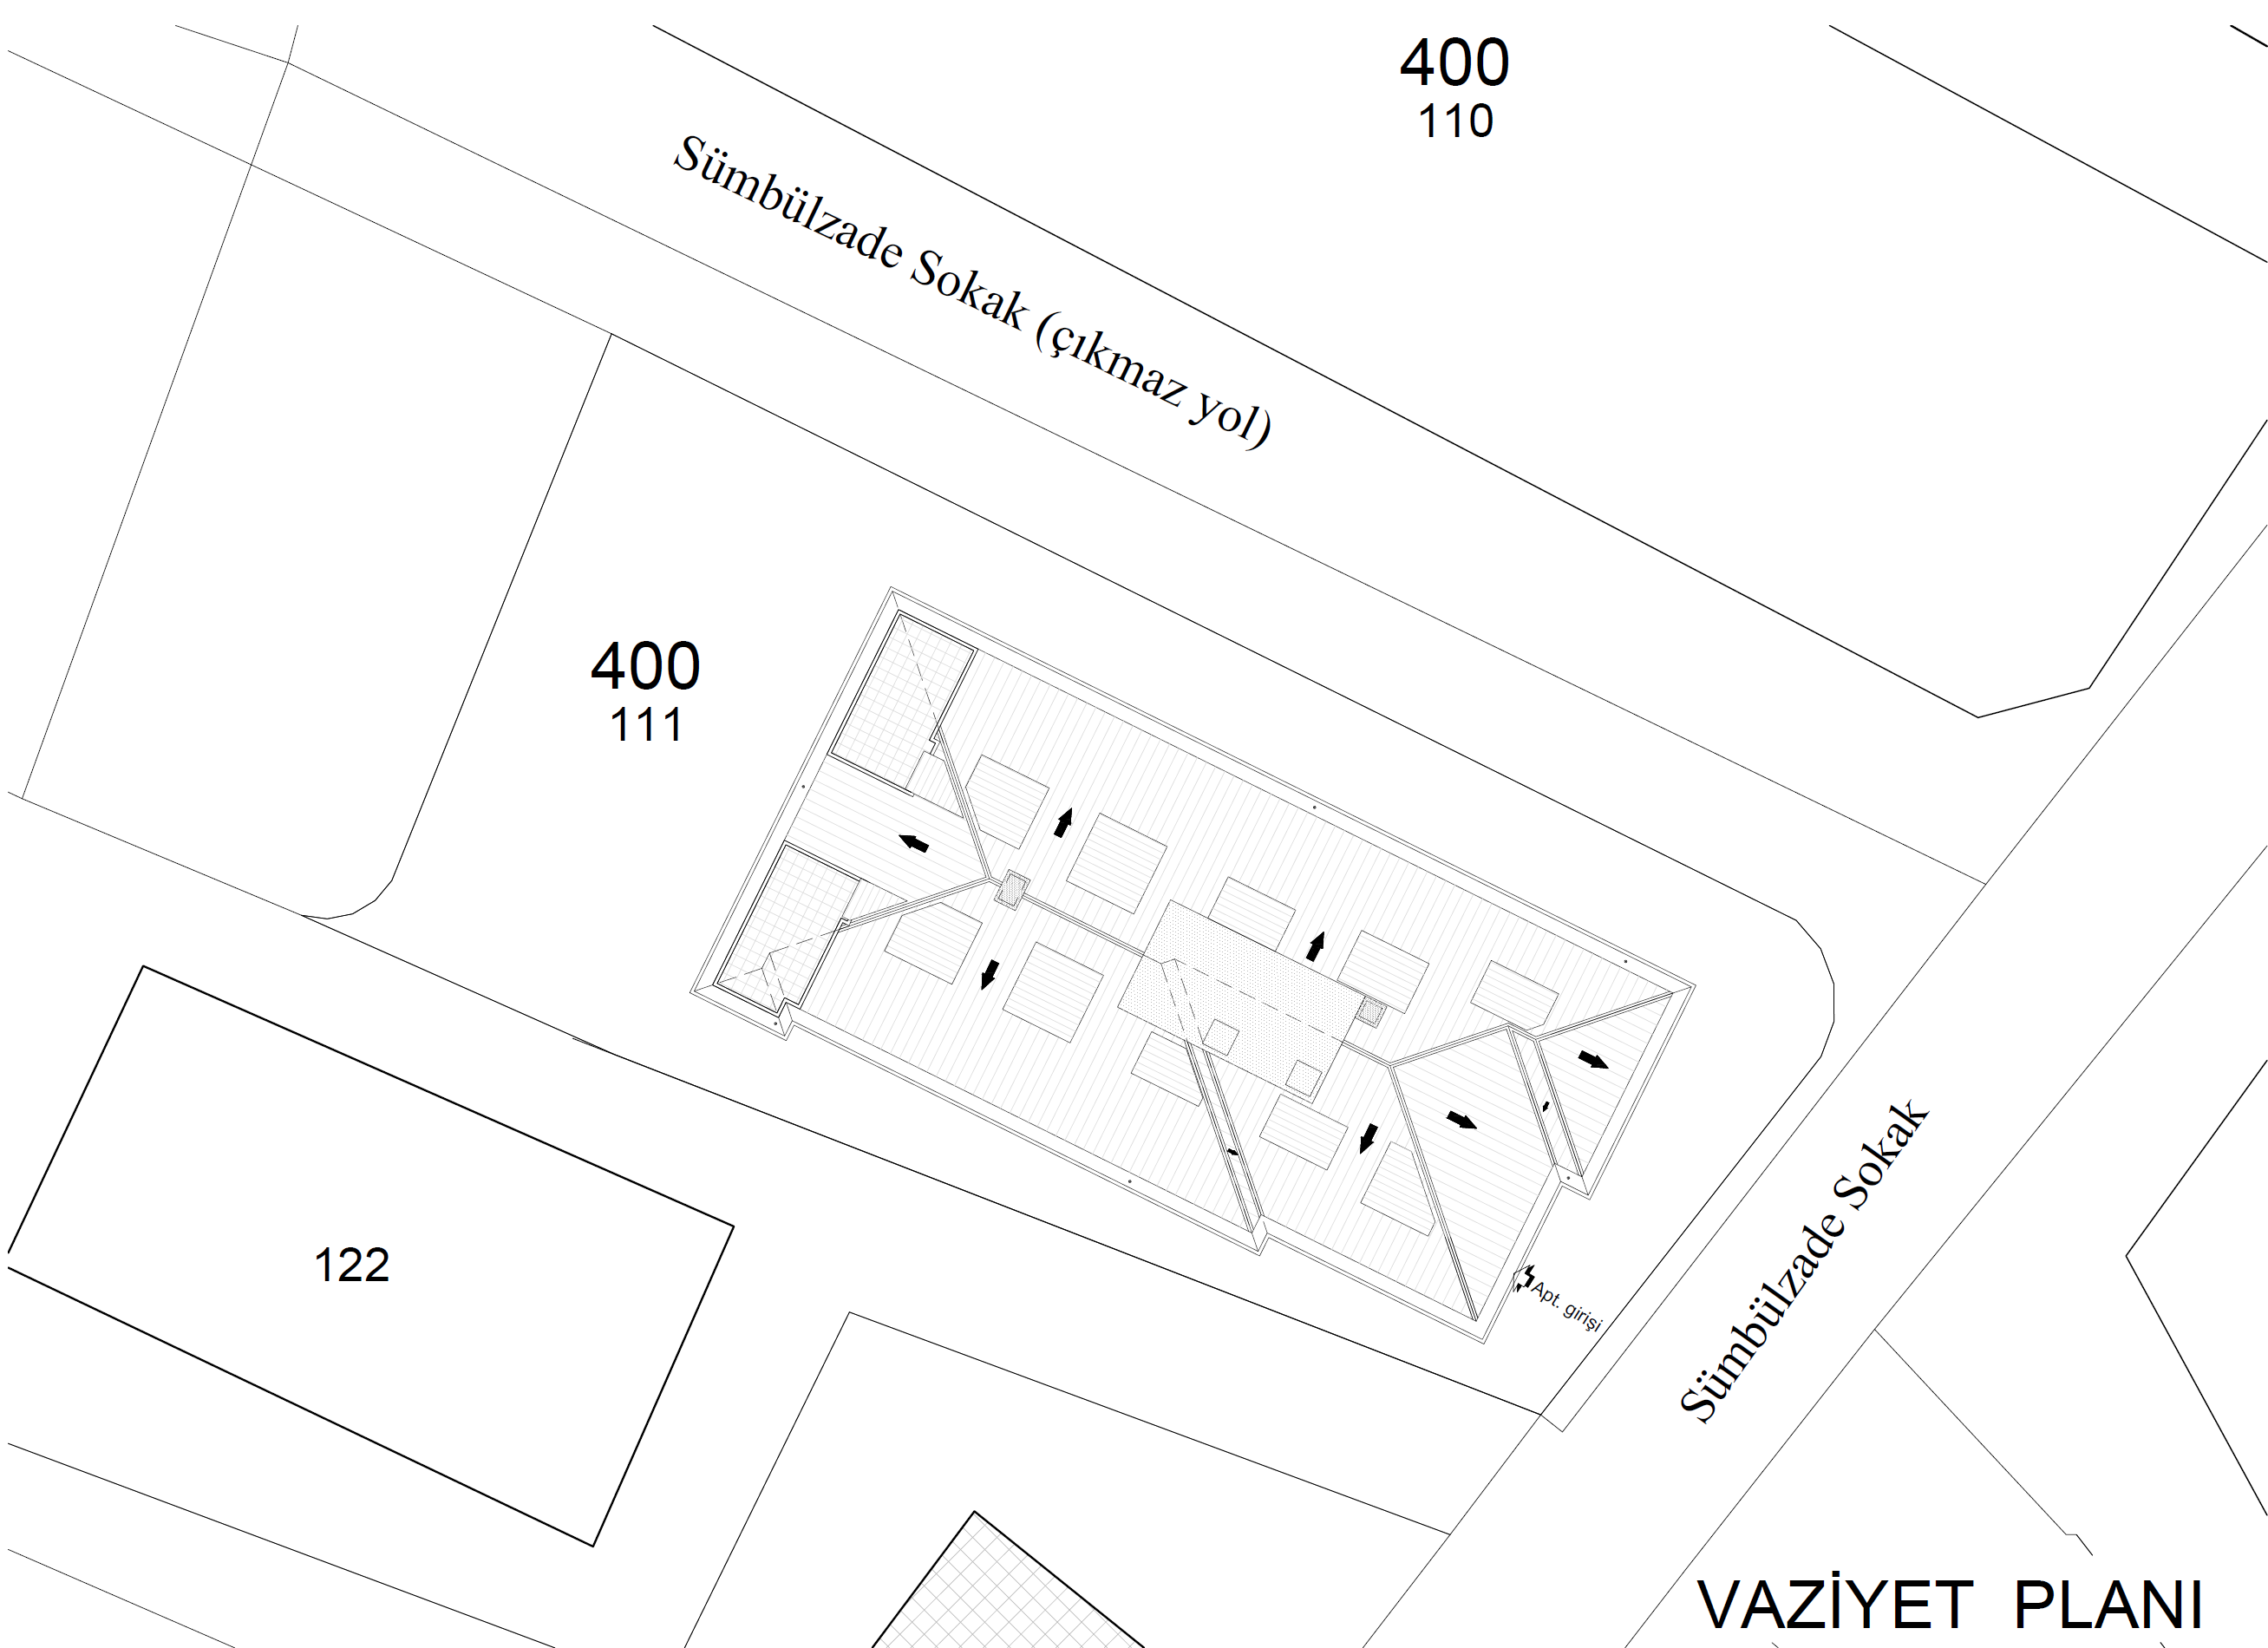 400
110
Sümbülzade Sokak (çıkmaz yol)
400
111
122
Apt. girişi
Sümbülzade Sokak
VAZİYET PLANI